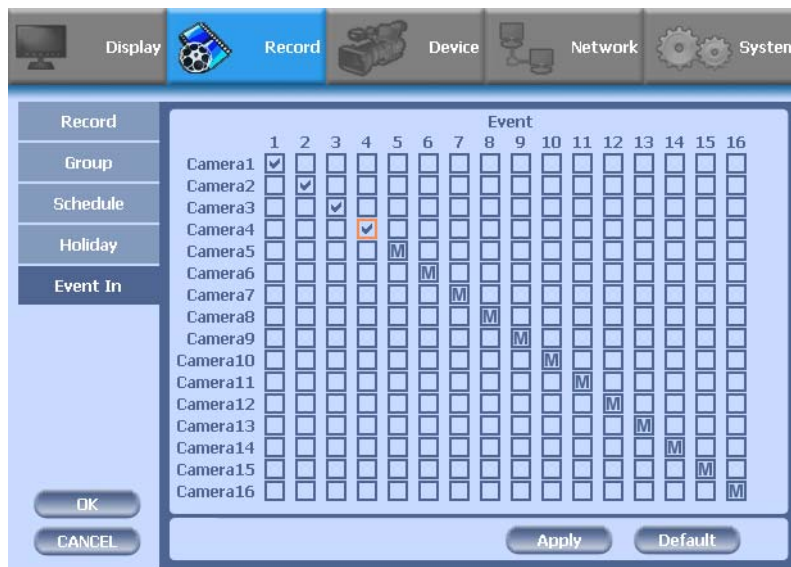 Display Record Device Network System
Record
Group
Schedule
Holiday
Event In
Event
1 2 3 4 5 6 7 8 9 10 11 12 13 14 15 16
Camera1
Camera2
Camera3
Camera4
Camera5 M
Camera6 M
Camera7 M
Camera8 M
Camera9 M
Camera10 M
Camera11 M
Camera12 M
Camera13 M
Camera14 M
Camera15 M
Camera16 M
OK
CANCEL
Apply Default